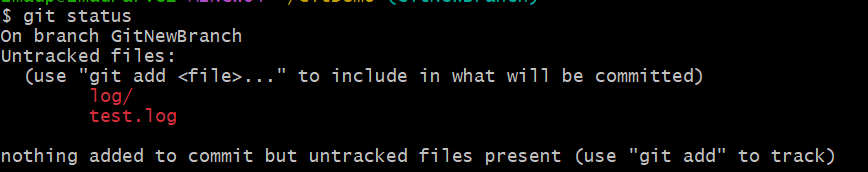 $ git status
On branch GitNewBranch
Untracked files:
  (use "git add <file>..." to include in what will be committed)
        log/
        test.log

nothing added to commit but untracked files present (use "git add" to track)